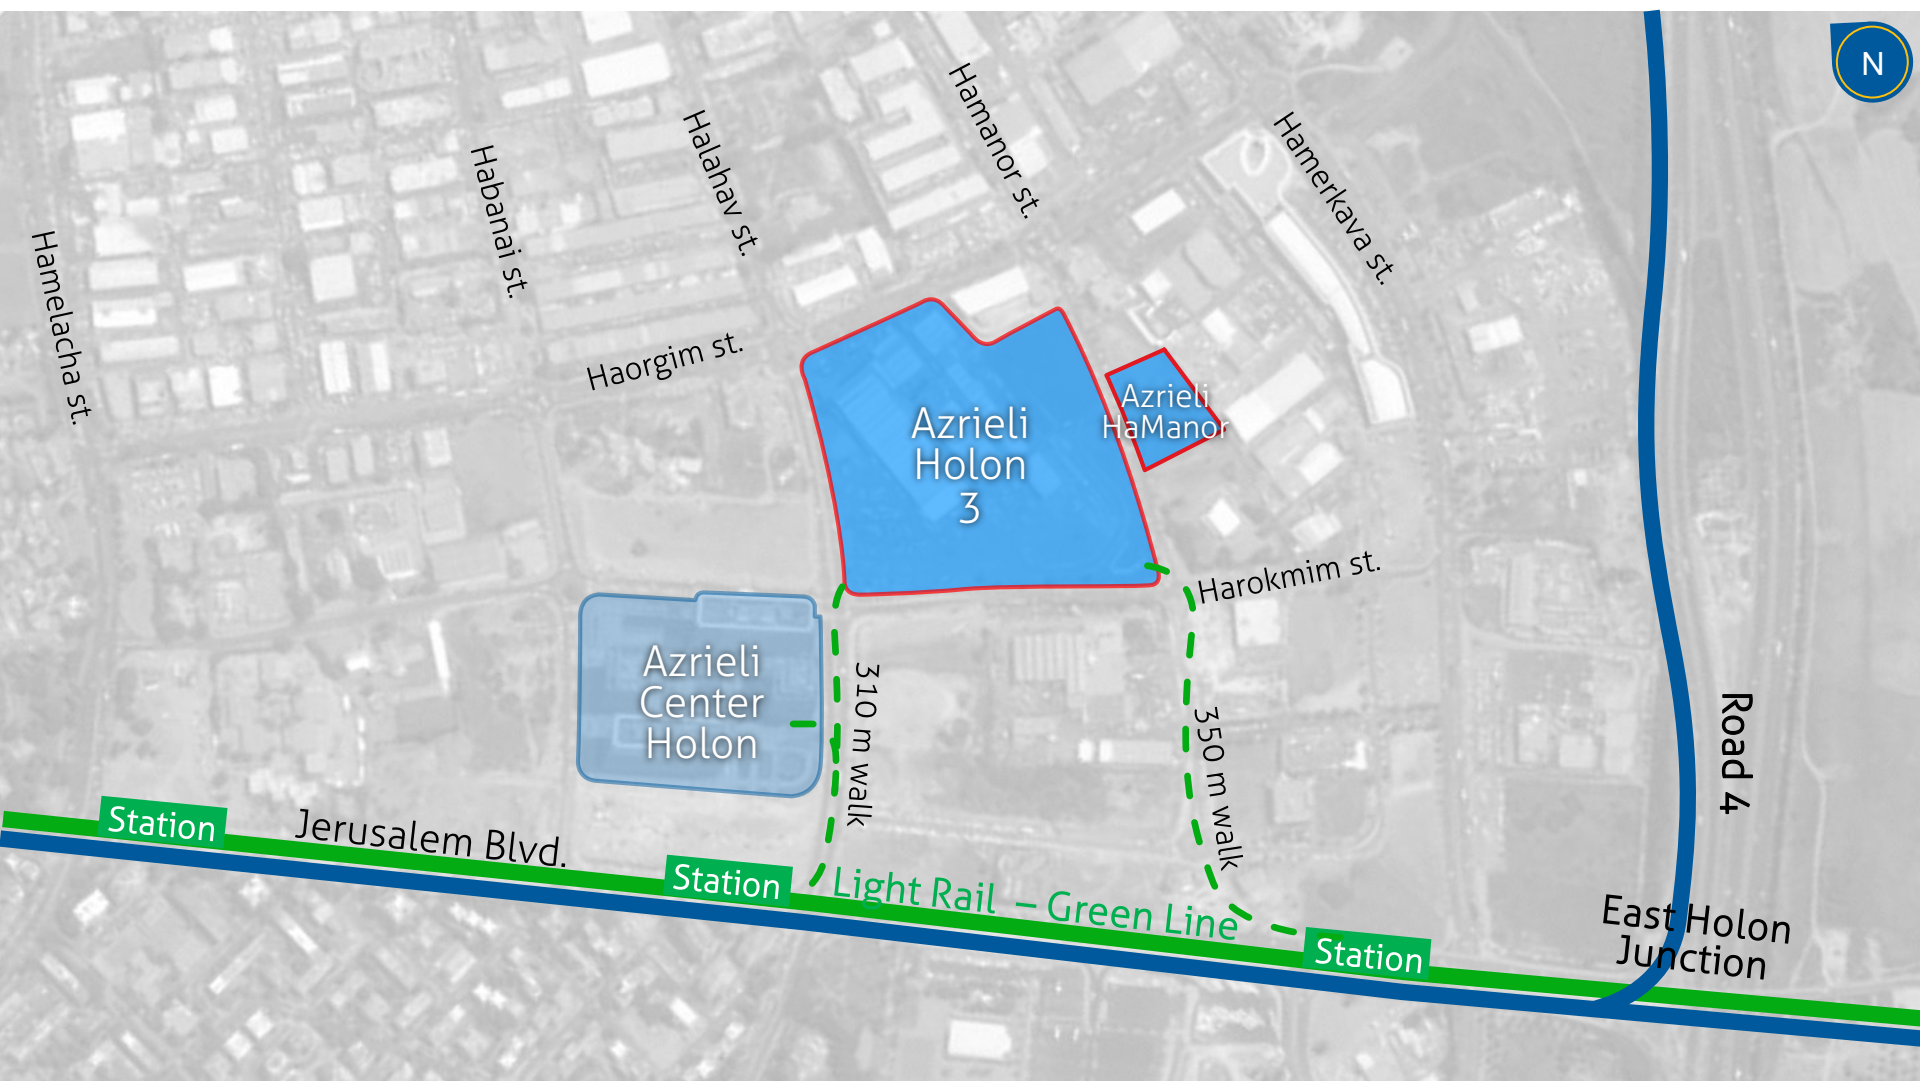 N
Hamanor st.
Halahav st.
Hamerkava st.
Habanai st.
Hamelacha st.
Haorgim st.
Azrieli
HaManor
Azrieli
Holon
3
Harokmim st.
Azrieli
Center
Holon
310 m walk
350 m walk
Road 4
Station
Jerusalem Blvd.
Station
Light Rail – Green Line
Station
East Holon
Junction